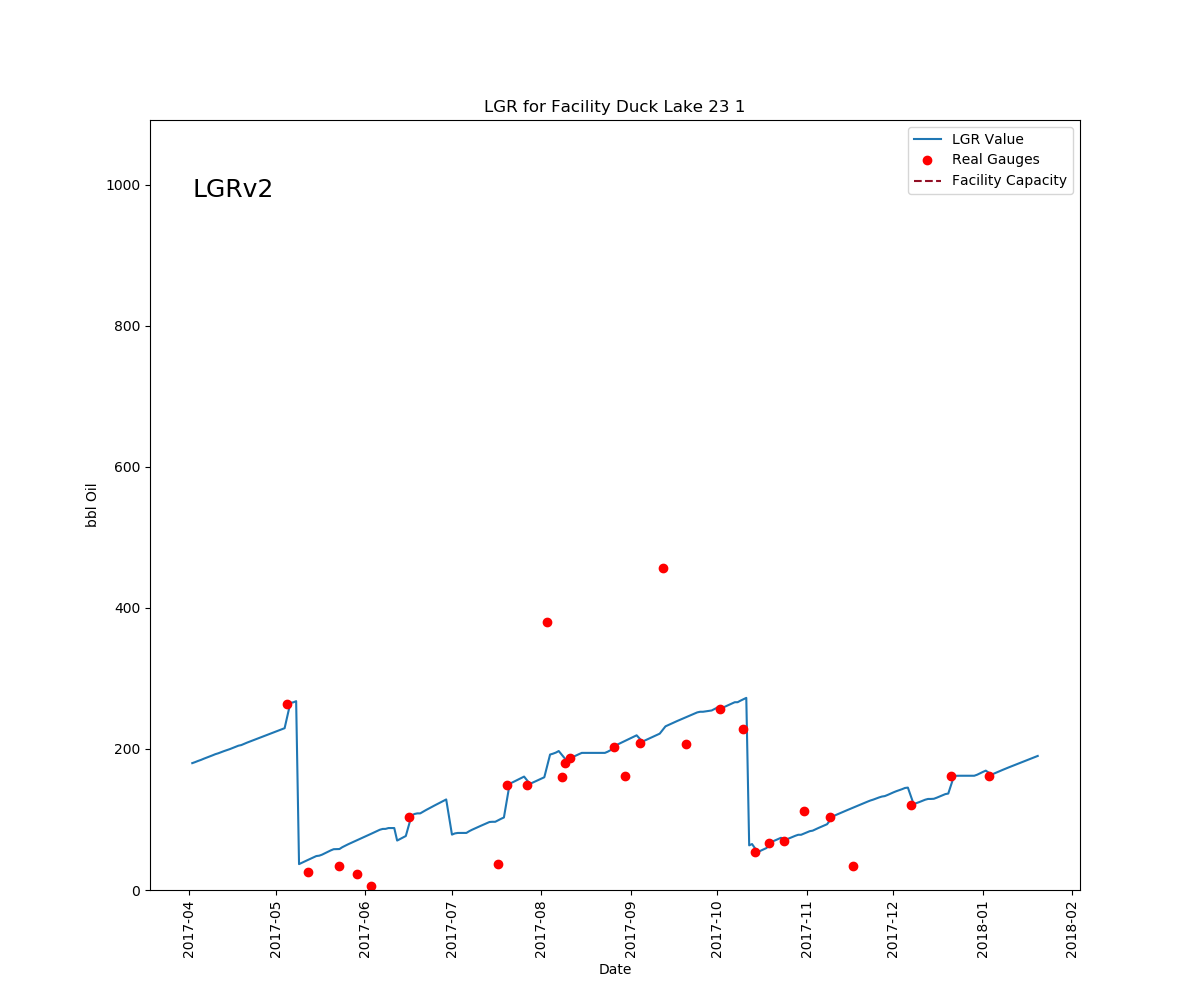 LGR for Facility Duck Lake 23 1
LGRv2
LGR Value
Real Gauges
Facility Capacity
1000
800
600
400
200
0
bbl Oil
2017-04
2017-05
2017-06
2017-07
2017-08
2017-09
2017-10
2017-11
2017-12
2018-01
2018-02
Date